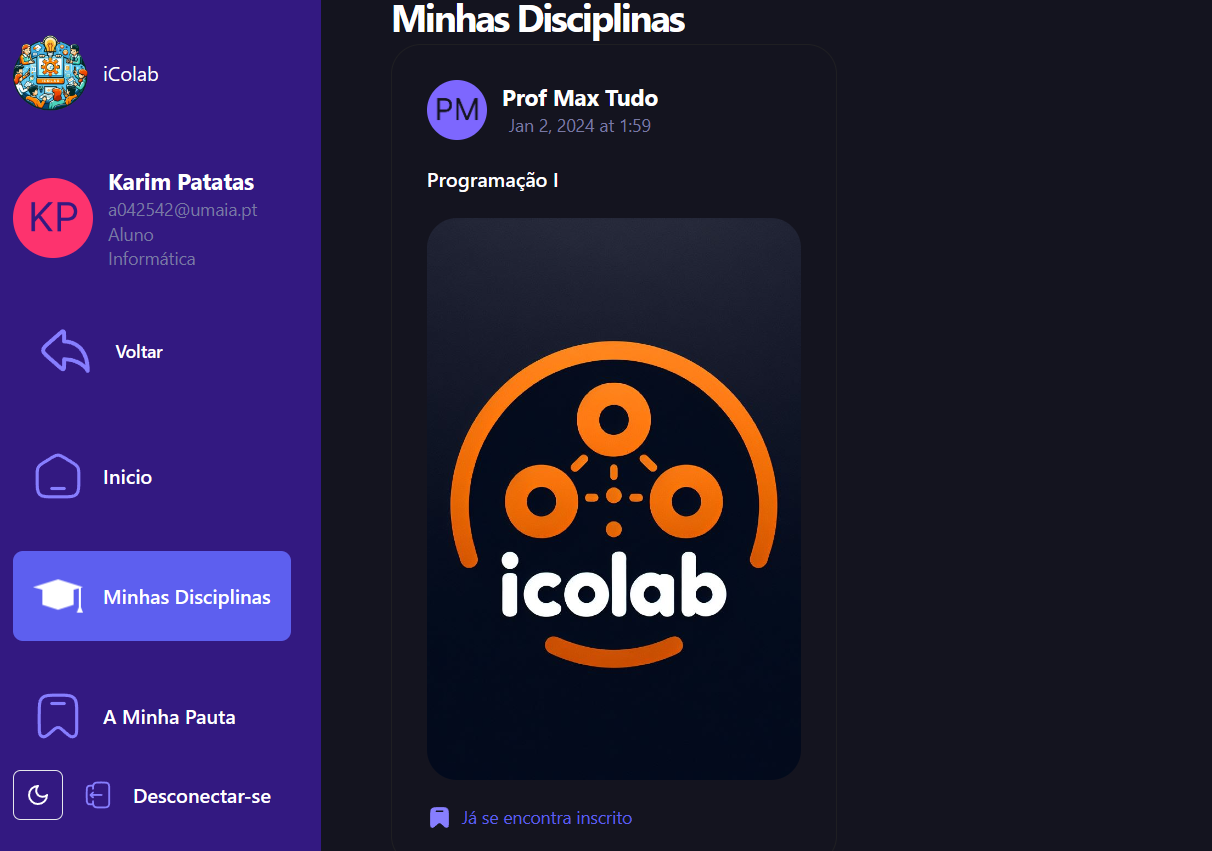 iColab
KP
Karim Patatas
a042542@umaia.pt
Aluno
Informática
Voltar
Inicio
Minhas Disciplinas
A Minha Pauta
Desconectar-se
Minhas Disciplinas
PM
Prof Max Tudo
Jan 2, 2024 at 1:59
Programação I
icolab
Já se encontra inscrito